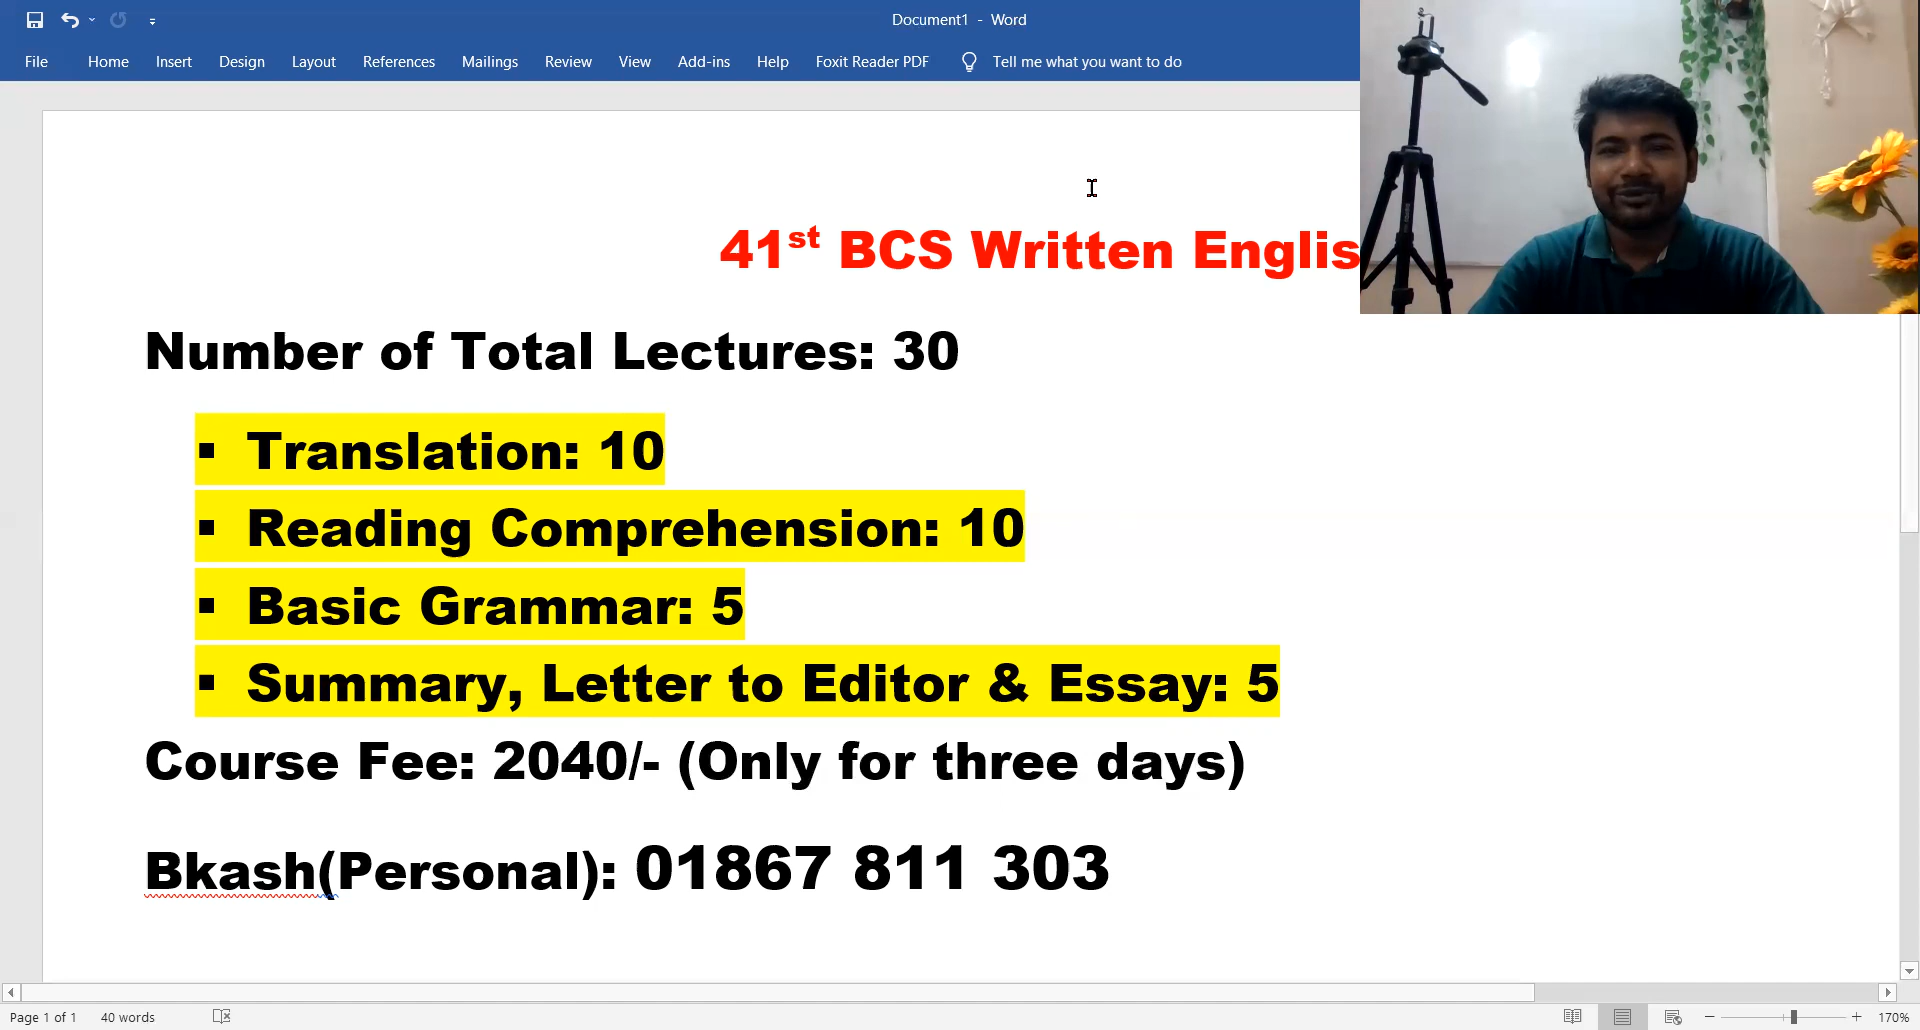 Document1 - Word
File Home Insert Design Layout References Mailings Review View Add-ins Help Foxit Reader PDF Tell me what you want to do
41st BCS Written Englis
Number of Total Lectures: 30
▪ Translation: 10
▪ Reading Comprehension: 10
▪ Basic Grammar: 5
▪ Summary, Letter to Editor & Essay: 5
Course Fee: 2040/- (Only for three days)
Bkash(Personal): 01867 811 303
Page 1 of 1 40 words 170%